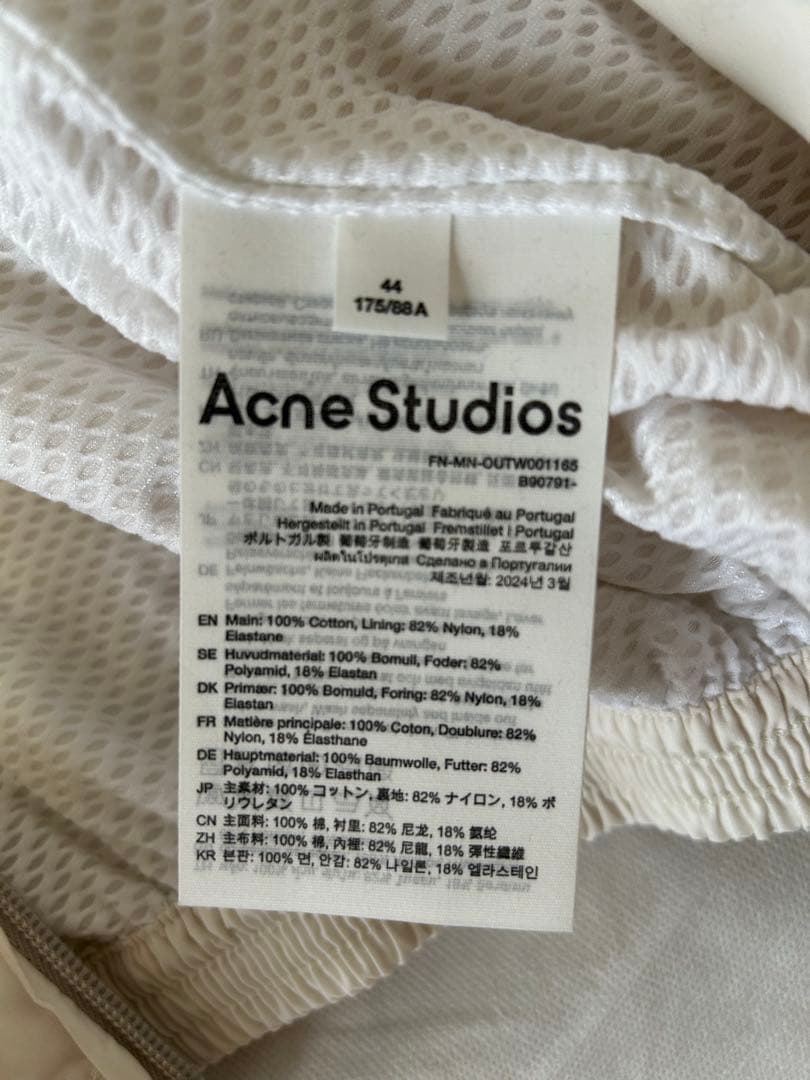 44
175/88A
Acne Studios
FN-MN-OUTW001165
B90791-
Made in Portugal Fabriqué au Portugal
Hergestellt in Portugal Fremstillet i Portugal
ポルトガル製 葡萄牙制造 葡萄牙製造 포르투갈산
ผลิตในโปรตุเกส Сделано в Португалии
제조년월: 2024년 3월
EN Main: 100% Cotton, Lining: 82% Nylon, 18%
Elastane
SE Huvudmaterial: 100% Bomull, Foder: 82%
Polyamid, 18% Elastan
DK Primær: 100% Bomuld, Foring: 82% Nylon, 18%
Elastan
FR Matière principale: 100% Coton, Doublure: 82%
Nylon, 18% Élasthane
DE Hauptmaterial: 100% Baumwolle, Futter: 82%
Polyamid, 18% Elasthan
JP 主素材: 100% コットン, 裏地: 82% ナイロン, 18% ポ
リウレタン
CN 主面料: 100% 棉, 衬里: 82% 尼龙, 18% 氨纶
ZH 主布料: 100% 棉, 內裡: 82% 尼龍, 18% 彈性纖維
KR 본판: 100% 면, 안감: 82% 나일론, 18% 엘라스테인